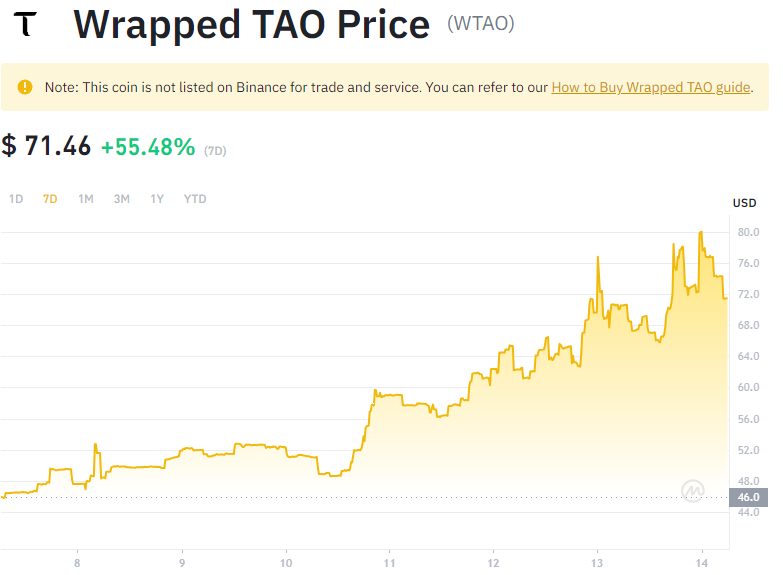 Wrapped TAO Price (WTAO)
Note: This coin is not listed on Binance for trade and service. You can refer to our How to Buy Wrapped TAO guide.
$ 71.46 +55.48% (7D)
1D 7D 1M 3M 1Y YTD
USD
80.0
76.0
72.0
68.0
64.0
60.0
56.0
52.0
48.0
46.0
44.0
8 9 10 11 12 13 14